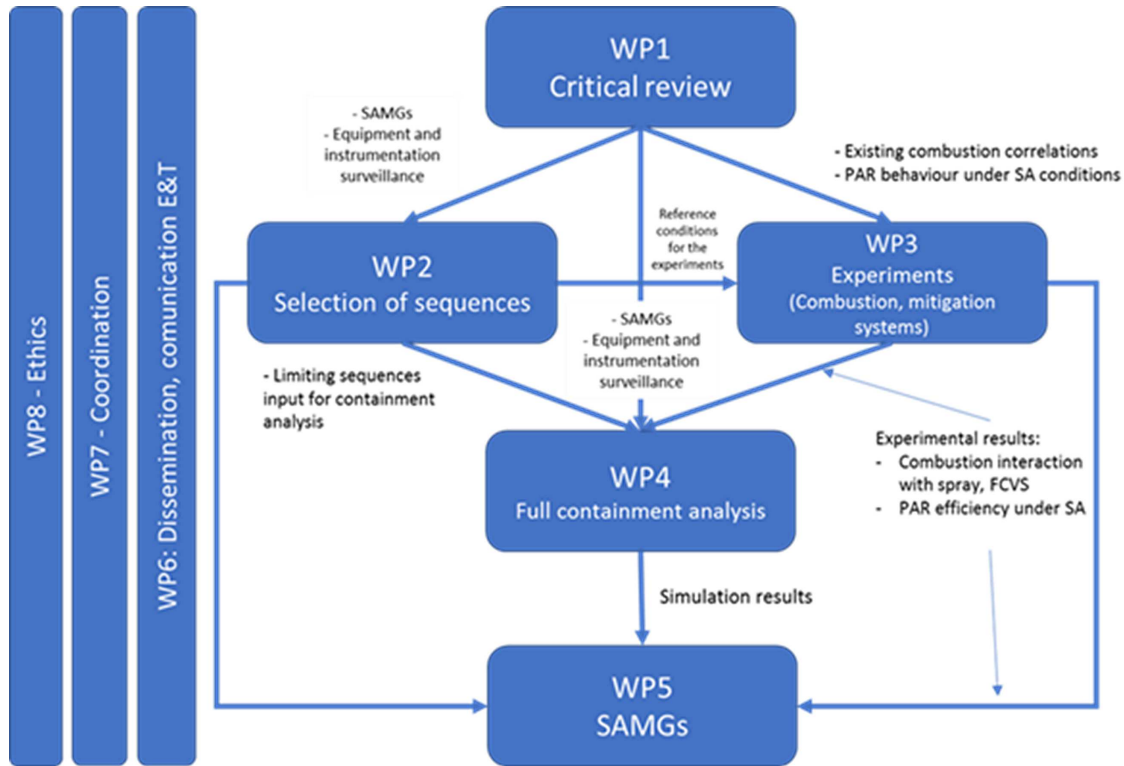 WP8 - Ethics
WP7 - Coordination
WP6: Dissemination, comunication E&T
WP1
Critical review
- SAMGs
- Equipment and
instrumentation
surveillance
- Existing combustion correlations
- PAR behaviour under SA conditions
WP2
Selection of sequences
Reference
conditions
for the
experiments
WP3
Experiments
(Combustion, mitigation
systems)
- SAMGs
- Equipment and
instrumentation
surveillance
- Limiting sequences
input for containment
analysis
WP4
Full containment analysis
Experimental results:
- Combustion interaction
with spray, FCVS
- PAR efficiency under SA
Simulation results
WP5
SAMGs